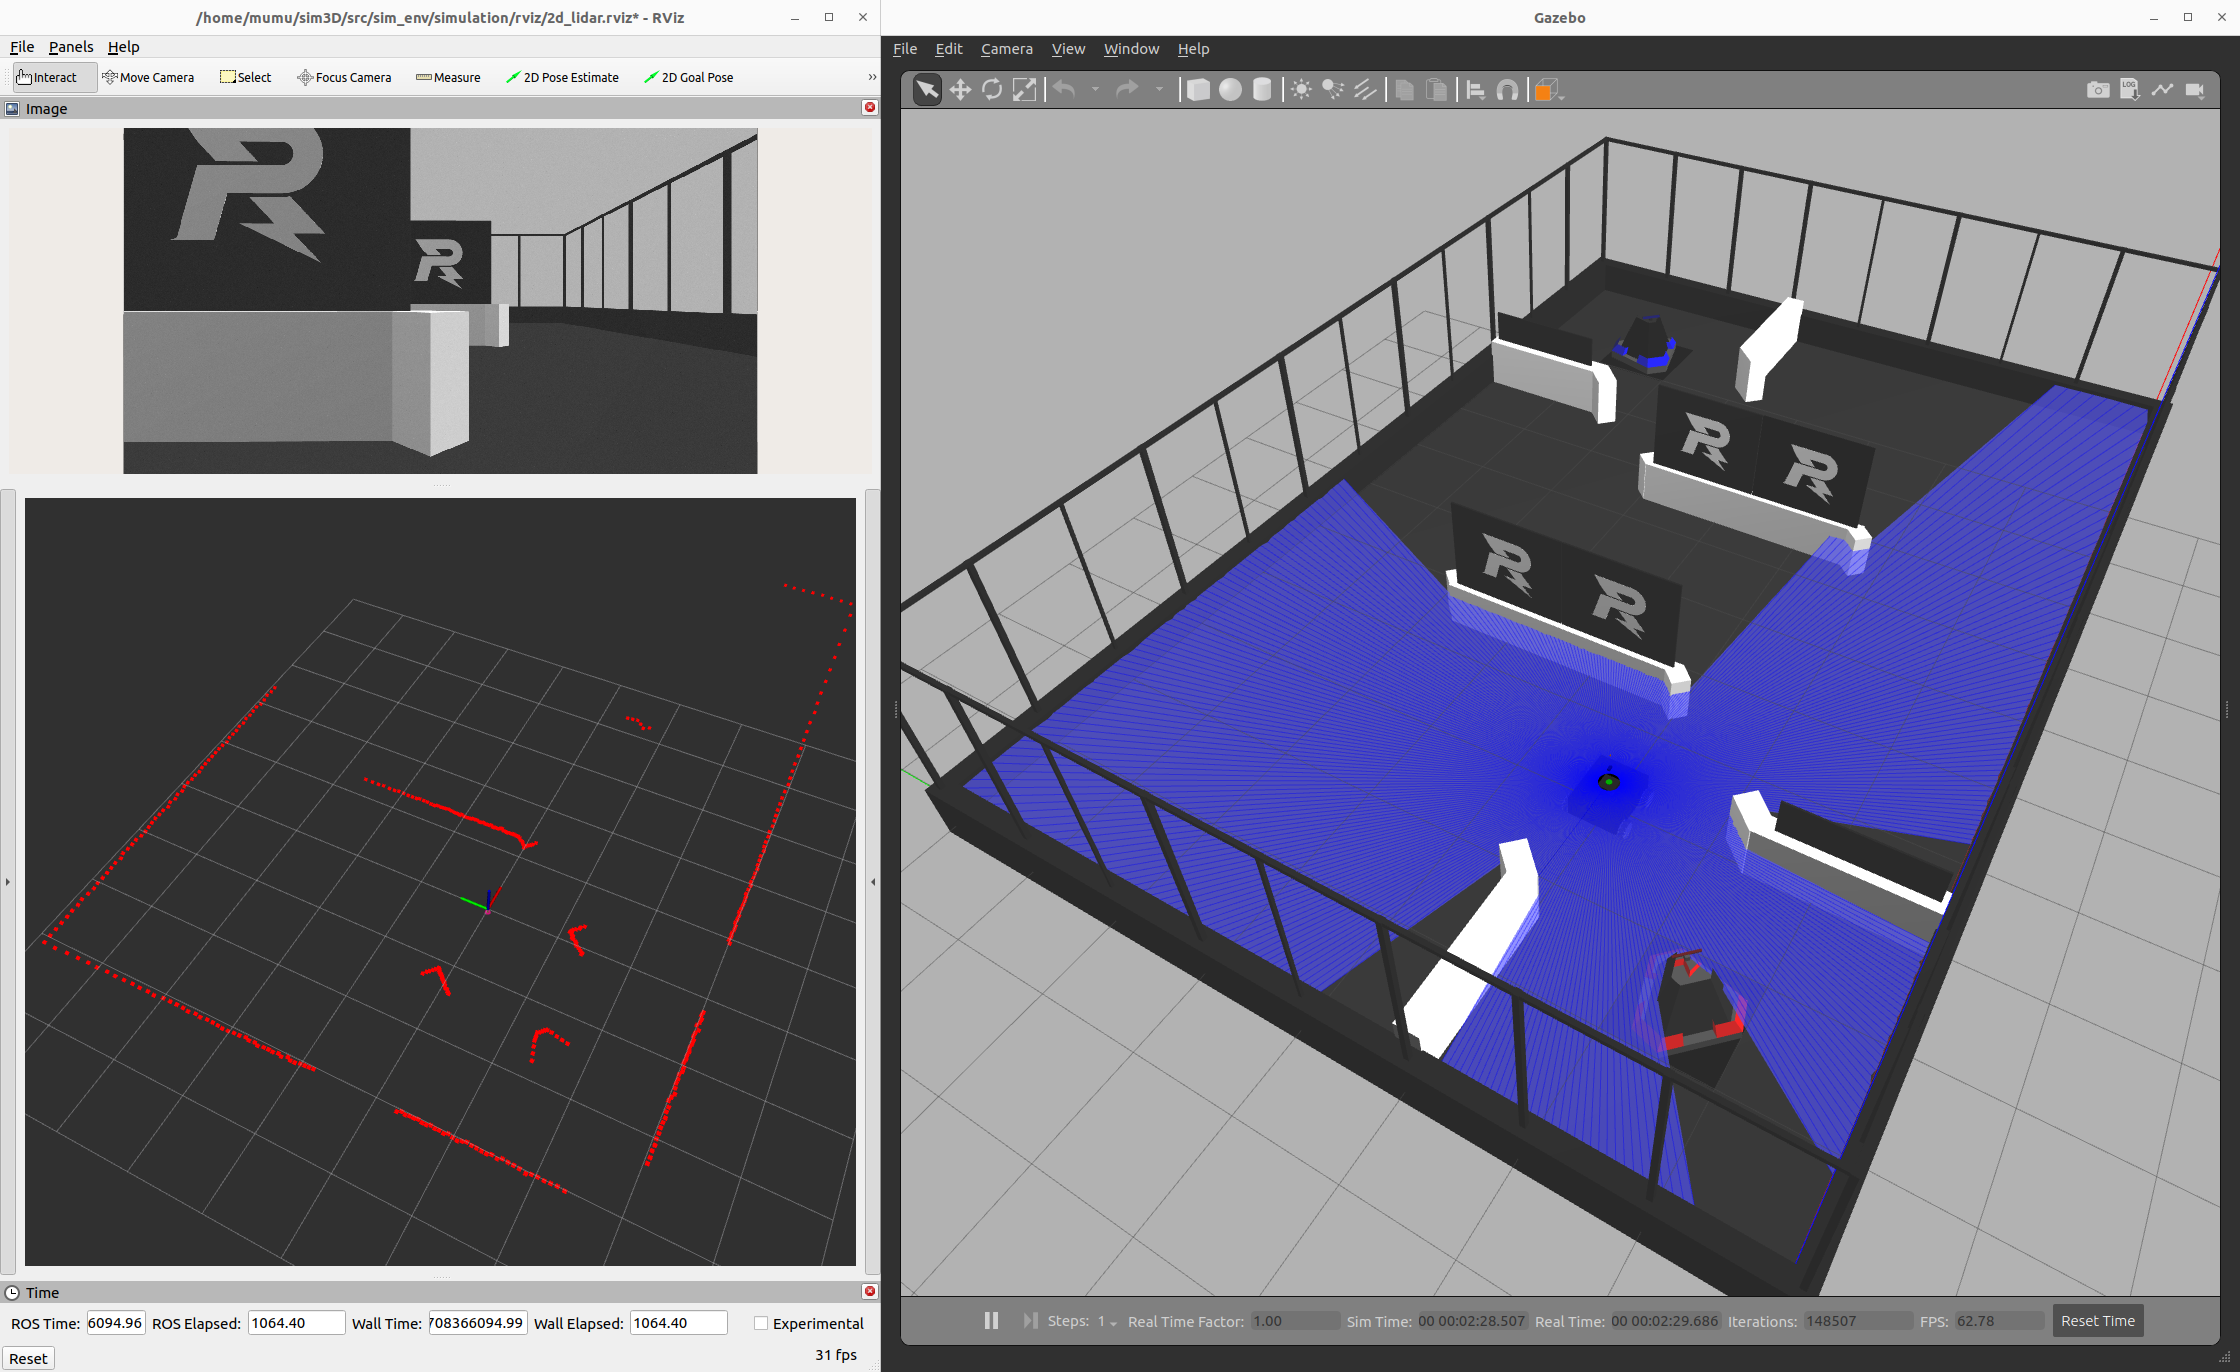 /home/mumu/sim3D/src/sim_env/simulation/rviz/2d_lidar.rviz* - RViz
File Panels Help
Interact Move Camera Select Focus Camera Measure 2D Pose Estimate 2D Goal Pose »
Image
R
R
Time
ROS Time: 6094.96 ROS Elapsed: 1064.40 Wall Time: 708366094.99 Wall Elapsed: 1064.40 Experimental
Reset 31 fps
Gazebo
File Edit Camera View Window Help
LOG
R R
R R
Steps: 1 Real Time Factor: 1.00 Sim Time: 00 00:02:28.507 Real Time: 00 00:02:29.686 Iterations: 148507 FPS: 62.78 Reset Time